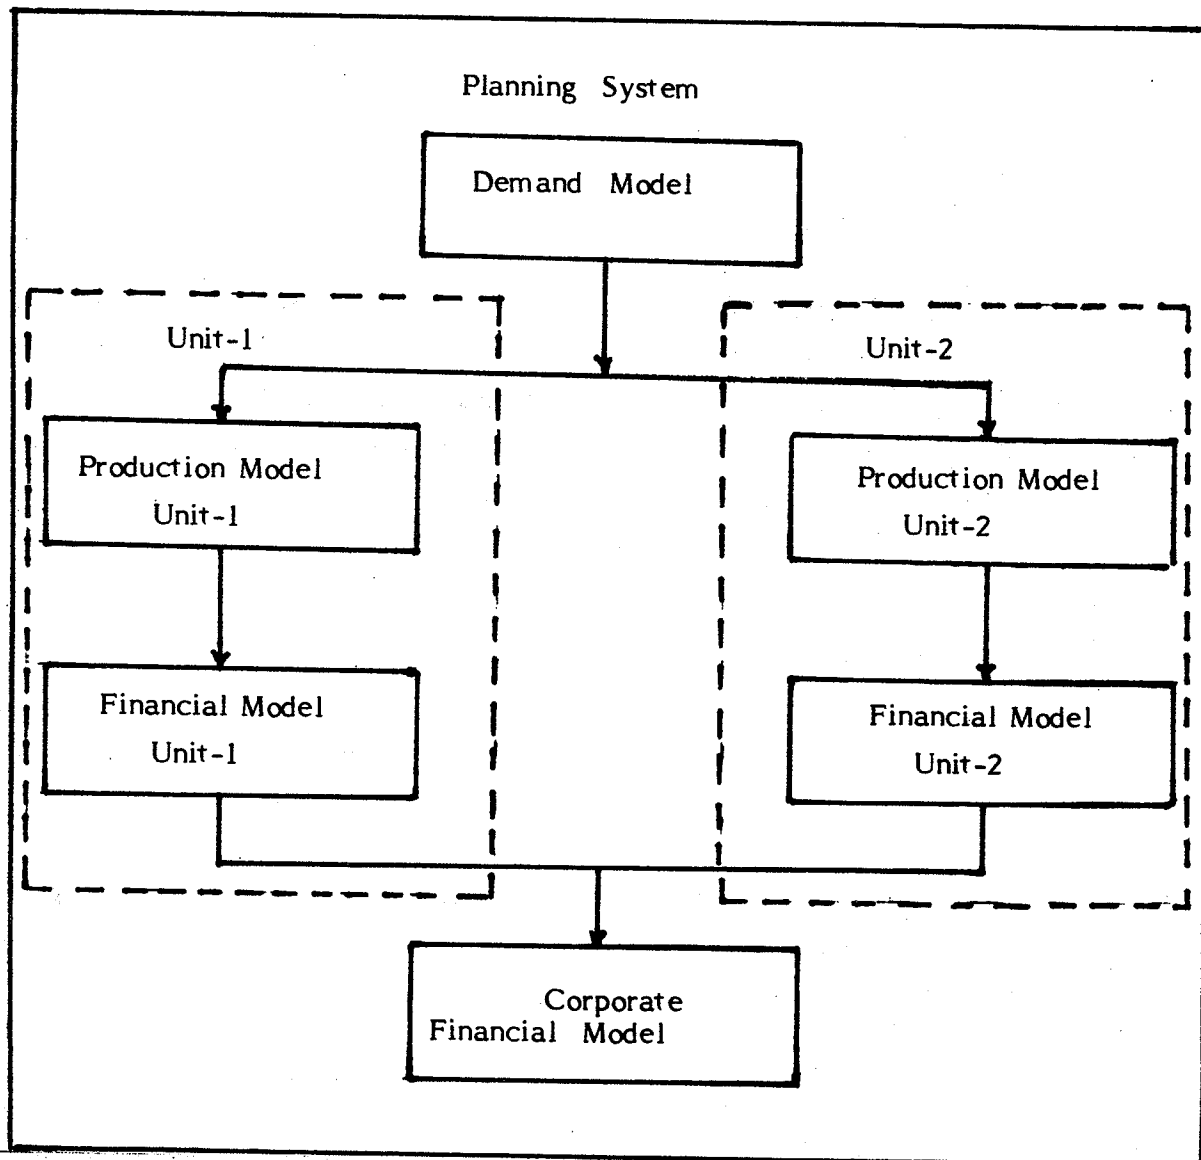 Planning System
Demand Model
Unit-1
Unit-2
Production Model
Unit-1
Production Model
Unit-2
Financial Model
Unit-1
Financial Model
Unit-2
Corporate
Financial Model